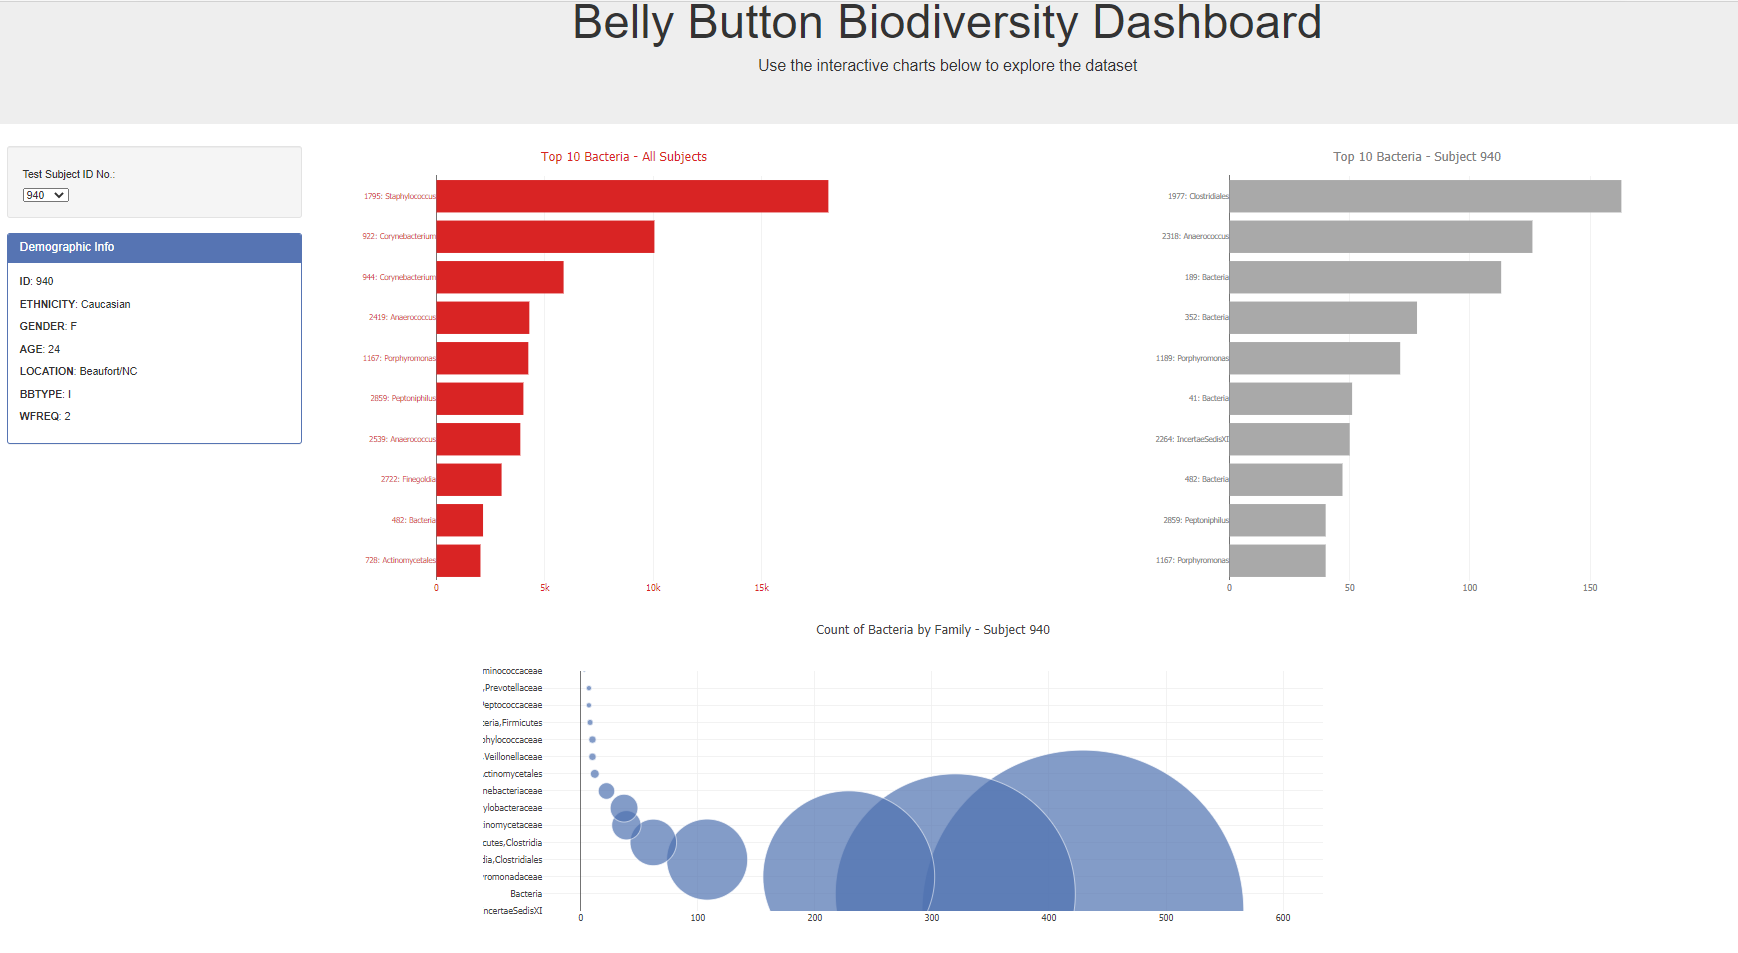 Belly Button Biodiversity Dashboard
Use the interactive charts below to explore the dataset
Test Subject ID No.:
940
Demographic Info
ID: 940
ETHNICITY: Caucasian
GENDER: F
AGE: 24
LOCATION: Beaufort/NC
BBTYPE: I
WFREQ: 2
Top 10 Bacteria - All Subjects
1795: Staphylococcus
922: Corynebacterium
944: Corynebacterium
2419: Anaerococcus
1167: Porphyromonas
2859: Peptoniphilus
2539: Anaerococcus
2722: Finegoldia
482: Bacteria
728: Actinomycetales
0 5k 10k 15k
Top 10 Bacteria - Subject 940
1977: Clostridiales
2318: Anaerococcus
189: Bacteria
352: Bacteria
1189: Porphyromonas
41: Bacteria
2264: IncertaeSedisXI
482: Bacteria
2859: Peptoniphilus
1167: Porphyromonas
0 50 100 150
Count of Bacteria by Family - Subject 940
minococcaceae
,Prevotellaceae
Peptococcaceae
eria,Firmicutes
phylococcaceae
Veillonellaceae
Actinomycetales
nebacteriaceae
ylobacteraceae
inomycetaceae
cutes,Clostridia
dia,Clostridiales
romonadaceae
Bacteria
ncertaeSedisXI
0 100 200 300 400 500 600